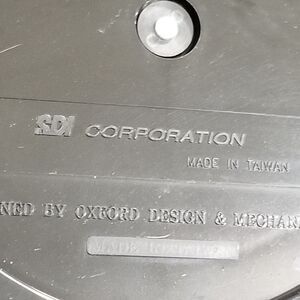 SDI CORPORATION
MADE IN TAIWAN
NED BY OXFORD DESIGN & MECHAN